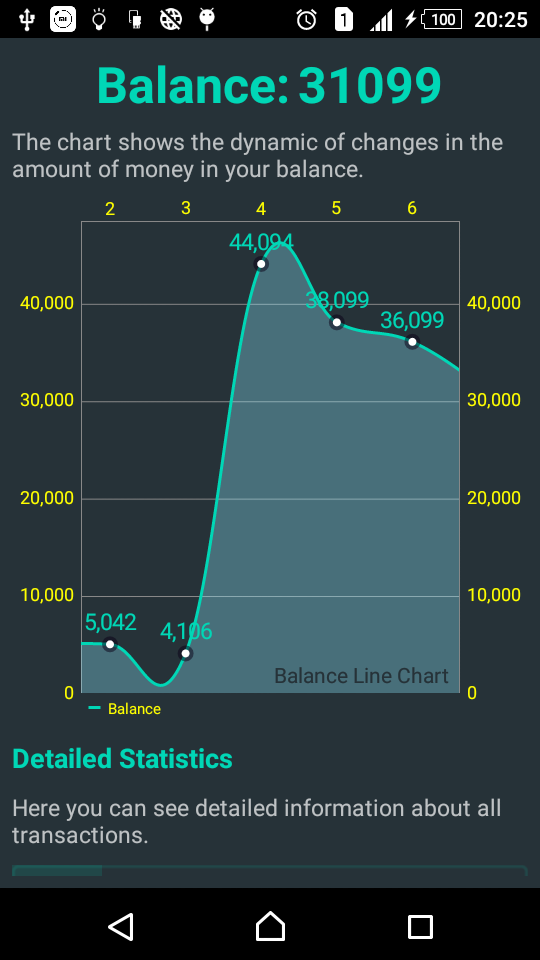 1
100
20:25
Balance: 31099
The chart shows the dynamic of changes in the
amount of money in your balance.
2 3 4 5 6
44,094
38,099
40,000 40,000
36,099
30,000 30,000
20,000 20,000
10,000 10,000
5,042
4,106
Balance Line Chart
0 0
Balance
Detailed Statistics
Here you can see detailed information about all
transactions.